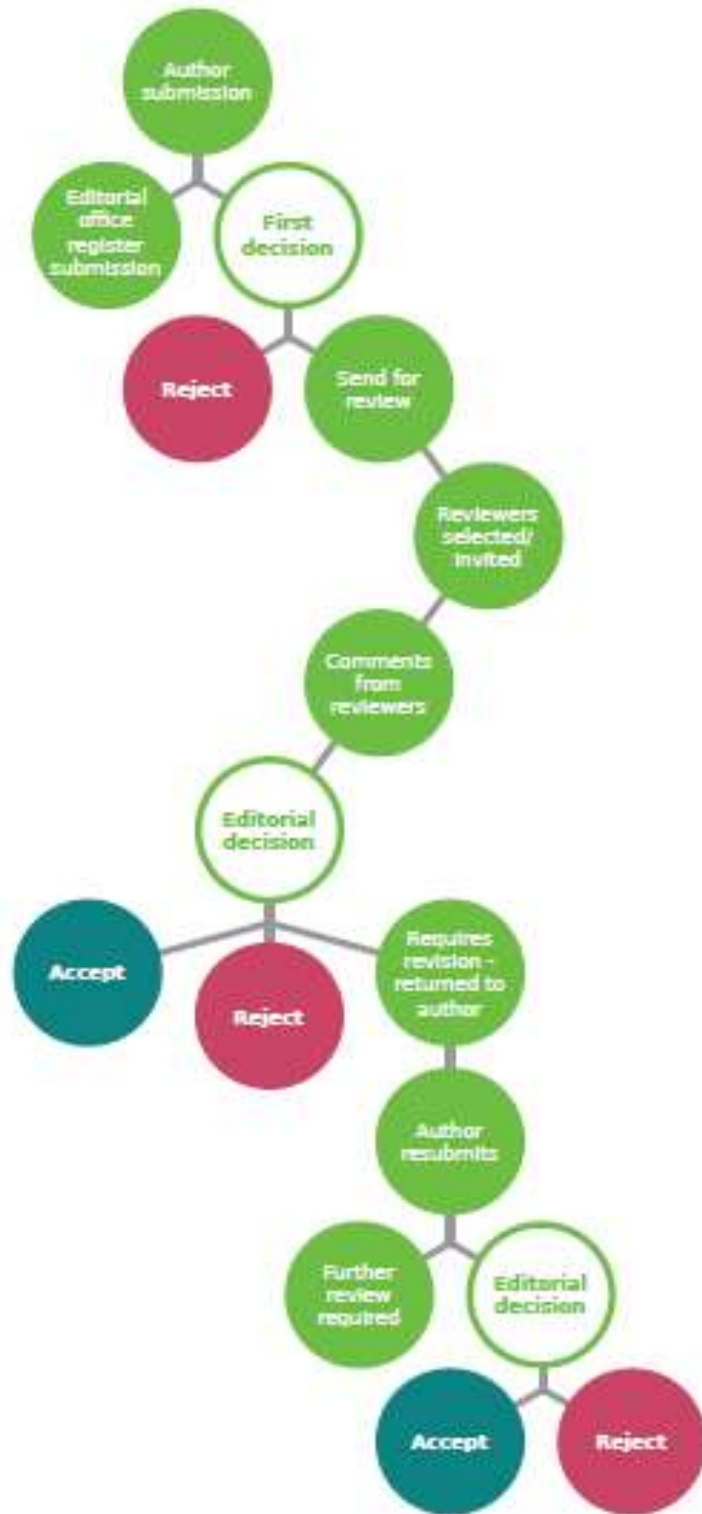 Author
submission
Editorial
office
register
submission
First
decision
Reject
Send for
review
Reviewers
selected/
invited
Comments
from
reviewers
Editorial
decision
Accept
Reject
Requires
revision -
returned to
author
Author
resubmits
Further
review
required
Editorial
decision
Accept
Reject